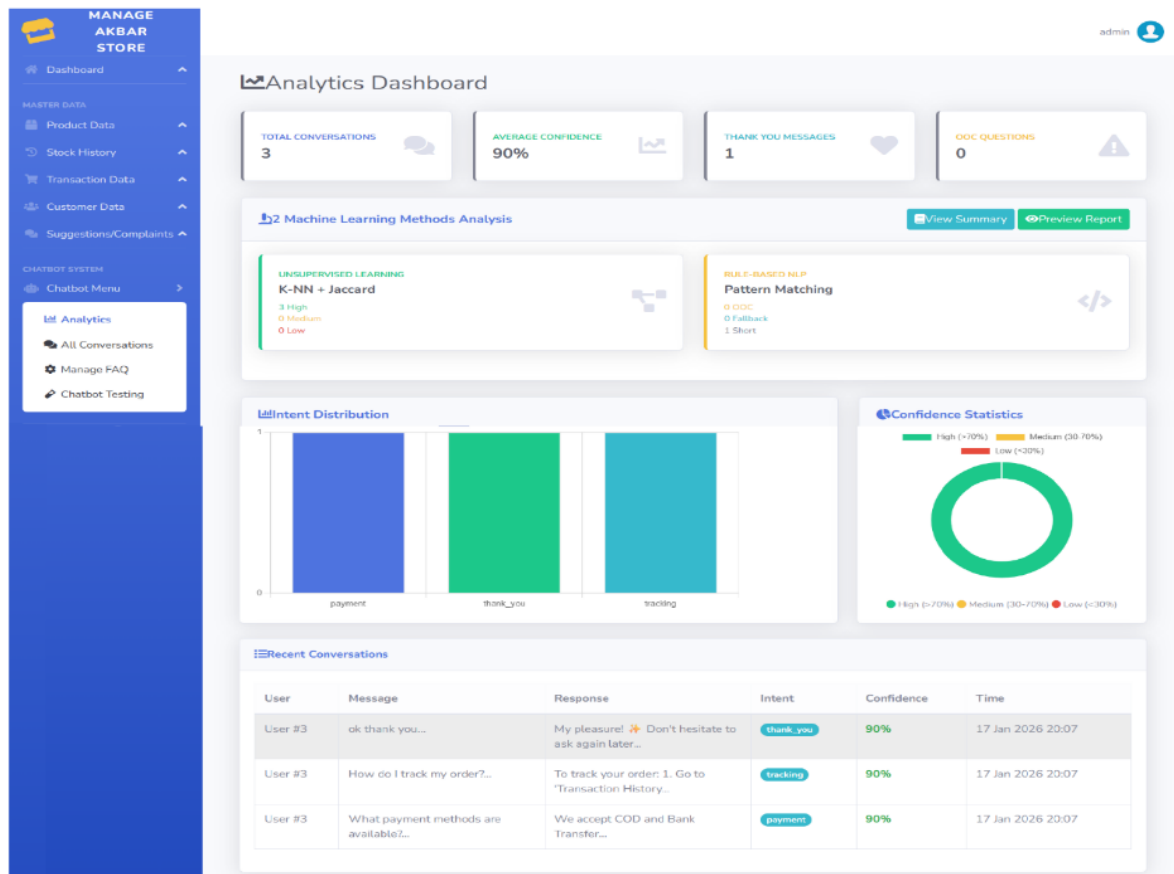 MANAGE
AKBAR
STORE
admin
Dashboard
MASTER DATA
Product Data
Stock History
Transaction Data
Customer Data
Suggestions/Complaints
CHATBOT SYSTEM
Chatbot Menu
Analytics
All Conversations
Manage FAQ
Chatbot Testing
Analytics Dashboard
TOTAL CONVERSATIONS
3
AVERAGE CONFIDENCE
90%
THANK YOU MESSAGES
1
OOC QUESTIONS
0
2 Machine Learning Methods Analysis
View Summary
Preview Report
UNSUPERVISED LEARNING
K-NN + Jaccard
3 High
0 Medium
0 Low
RULE-BASED NLP
Pattern Matching
0 OOC
0 Fallback
1 Short
Intent Distribution
1
0
payment thank_you tracking
Confidence Statistics
High (>70%) Medium (30-70%)
Low (<30%)
High (>70%) Medium (30-70%) Low (<30%)
Recent Conversations
User Message Response Intent Confidence Time
User #3 ok thank you... My pleasure! ✨ Don't hesitate to thank_you 90% 17 Jan 2026 20:07
ask again later...
User #3 How do I track my order?... To track your order: 1. Go to tracking 90% 17 Jan 2026 20:07
'Transaction History...
User #3 What payment methods are We accept COD and Bank payment 90% 17 Jan 2026 20:07
available?... Transfer...